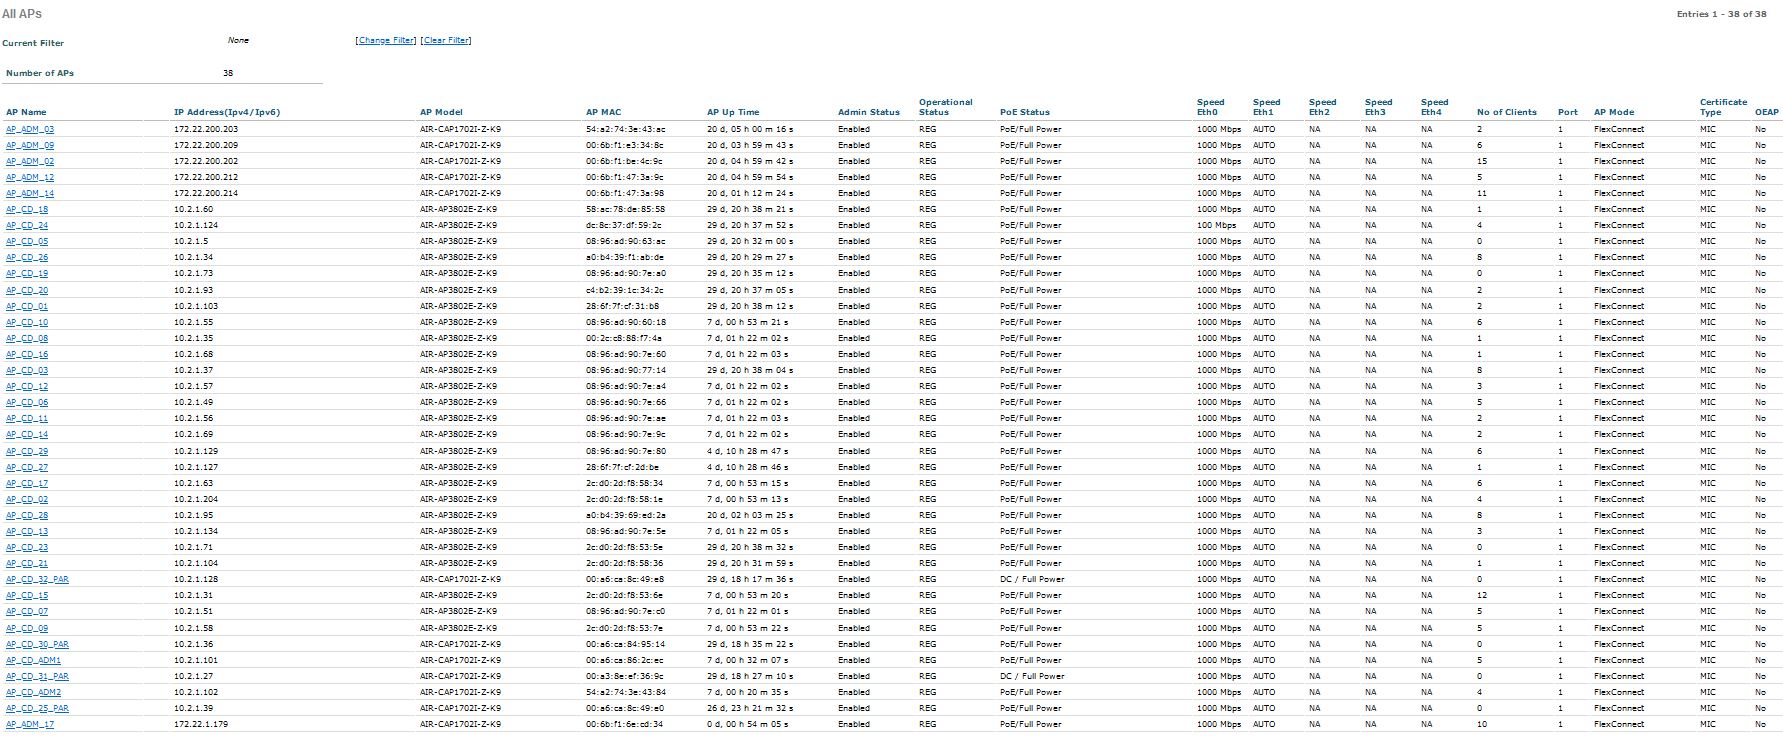 All APs
Entries 1 - 38 of 38
Current Filter None [Change Filter] [Clear Filter]
Number of APs 38
AP Name IP Address(Ipv4/Ipv6) AP Model AP MAC AP Up Time Admin Status Operational Status PoE Status Speed Eth0 Speed Eth1 Speed Eth2 Speed Eth3 Speed Eth4 No of Clients Port AP Mode Certificate Type OEAP
AP_ADM_03 172.22.200.203 AIR-CAP1702I-Z-K9 54:a2:74:3e:43:ac 20 d, 05 h 00 m 16 s Enabled REG PoE/Full Power 1000 Mbps AUTO NA NA NA 2 1 FlexConnect MIC No
AP_ADM_09 172.22.200.209 AIR-CAP1702I-Z-K9 00:6b:f1:e3:34:8c 20 d, 03 h 59 m 43 s Enabled REG PoE/Full Power 1000 Mbps AUTO NA NA NA 6 1 FlexConnect MIC No
AP_ADM_02 172.22.200.202 AIR-CAP1702I-Z-K9 00:6b:f1:be:4c:9c 20 d, 04 h 59 m 42 s Enabled REG PoE/Full Power 1000 Mbps AUTO NA NA NA 15 1 FlexConnect MIC No
AP_ADM_12 172.22.200.212 AIR-CAP1702I-Z-K9 00:6b:f1:47:3a:9c 20 d, 04 h 59 m 54 s Enabled REG PoE/Full Power 1000 Mbps AUTO NA NA NA 5 1 FlexConnect MIC No
AP_ADM_14 172.22.200.214 AIR-CAP1702I-Z-K9 00:6b:f1:47:3a:98 20 d, 01 h 12 m 24 s Enabled REG PoE/Full Power 1000 Mbps AUTO NA NA NA 11 1 FlexConnect MIC No
AP_CD_18 10.2.1.60 AIR-AP3802E-Z-K9 58:ac:78:de:85:58 29 d, 20 h 38 m 21 s Enabled REG PoE/Full Power 1000 Mbps AUTO NA NA NA 1 1 FlexConnect MIC No
AP_CD_24 10.2.1.124 AIR-AP3802E-Z-K9 dc:8c:37:df:59:2c 29 d, 20 h 37 m 52 s Enabled REG PoE/Full Power 100 Mbps AUTO NA NA NA 4 1 FlexConnect MIC No
AP_CD_05 10.2.1.5 AIR-AP3802E-Z-K9 08:96:ad:90:63:ac 29 d, 20 h 32 m 00 s Enabled REG PoE/Full Power 1000 Mbps AUTO NA NA NA 0 1 FlexConnect MIC No
AP_CD_26 10.2.1.34 AIR-AP3802E-Z-K9 a0:b4:39:f1:ab:de 29 d, 20 h 29 m 27 s Enabled REG PoE/Full Power 1000 Mbps AUTO NA NA NA 8 1 FlexConnect MIC No
AP_CD_19 10.2.1.73 AIR-AP3802E-Z-K9 08:96:ad:90:7e:a0 29 d, 20 h 35 m 12 s Enabled REG PoE/Full Power 1000 Mbps AUTO NA NA NA 0 1 FlexConnect MIC No
AP_CD_20 10.2.1.93 AIR-AP3802E-Z-K9 c4:b2:39:1c:34:2c 29 d, 20 h 37 m 05 s Enabled REG PoE/Full Power 1000 Mbps AUTO NA NA NA 2 1 FlexConnect MIC No
AP_CD_01 10.2.1.103 AIR-AP3802E-Z-K9 28:6f:7f:cf:31:b8 29 d, 20 h 38 m 12 s Enabled REG PoE/Full Power 1000 Mbps AUTO NA NA NA 2 1 FlexConnect MIC No
AP_CD_10 10.2.1.55 AIR-AP3802E-Z-K9 08:96:ad:90:60:18 7 d, 00 h 53 m 21 s Enabled REG PoE/Full Power 1000 Mbps AUTO NA NA NA 6 1 FlexConnect MIC No
AP_CD_08 10.2.1.35 AIR-AP3802E-Z-K9 00:2c:c8:88:f7:4a 7 d, 01 h 22 m 02 s Enabled REG PoE/Full Power 1000 Mbps AUTO NA NA NA 1 1 FlexConnect MIC No
AP_CD_16 10.2.1.68 AIR-AP3802E-Z-K9 08:96:ad:90:7e:60 7 d, 01 h 22 m 03 s Enabled REG PoE/Full Power 1000 Mbps AUTO NA NA NA 1 1 FlexConnect MIC No
AP_CD_03 10.2.1.37 AIR-AP3802E-Z-K9 08:96:ad:90:77:14 29 d, 20 h 38 m 04 s Enabled REG PoE/Full Power 1000 Mbps AUTO NA NA NA 8 1 FlexConnect MIC No
AP_CD_12 10.2.1.57 AIR-AP3802E-Z-K9 08:96:ad:90:7e:a4 7 d, 01 h 22 m 02 s Enabled REG PoE/Full Power 1000 Mbps AUTO NA NA NA 3 1 FlexConnect MIC No
AP_CD_06 10.2.1.49 AIR-AP3802E-Z-K9 08:96:ad:90:7e:66 7 d, 01 h 22 m 02 s Enabled REG PoE/Full Power 1000 Mbps AUTO NA NA NA 5 1 FlexConnect MIC No
AP_CD_11 10.2.1.56 AIR-AP3802E-Z-K9 08:96:ad:90:7e:ae 7 d, 01 h 22 m 03 s Enabled REG PoE/Full Power 1000 Mbps AUTO NA NA NA 2 1 FlexConnect MIC No
AP_CD_14 10.2.1.69 AIR-AP3802E-Z-K9 08:96:ad:90:7e:9c 7 d, 01 h 22 m 02 s Enabled REG PoE/Full Power 1000 Mbps AUTO NA NA NA 2 1 FlexConnect MIC No
AP_CD_29 10.2.1.129 AIR-AP3802E-Z-K9 08:96:ad:90:7e:80 4 d, 10 h 28 m 47 s Enabled REG PoE/Full Power 1000 Mbps AUTO NA NA NA 6 1 FlexConnect MIC No
AP_CD_27 10.2.1.127 AIR-AP3802E-Z-K9 28:6f:7f:cf:2d:be 4 d, 10 h 28 m 46 s Enabled REG PoE/Full Power 1000 Mbps AUTO NA NA NA 1 1 FlexConnect MIC No
AP_CD_17 10.2.1.63 AIR-AP3802E-Z-K9 2c:d0:2d:f8:58:34 7 d, 00 h 53 m 15 s Enabled REG PoE/Full Power 1000 Mbps AUTO NA NA NA 6 1 FlexConnect MIC No
AP_CD_02 10.2.1.204 AIR-AP3802E-Z-K9 2c:d0:2d:f8:58:1e 7 d, 00 h 53 m 13 s Enabled REG PoE/Full Power 1000 Mbps AUTO NA NA NA 4 1 FlexConnect MIC No
AP_CD_28 10.2.1.95 AIR-AP3802E-Z-K9 a0:b4:39:69:ed:2a 20 d, 02 h 03 m 25 s Enabled REG PoE/Full Power 1000 Mbps AUTO NA NA NA 8 1 FlexConnect MIC No
AP_CD_13 10.2.1.134 AIR-AP3802E-Z-K9 08:96:ad:90:7e:5e 7 d, 01 h 22 m 05 s Enabled REG PoE/Full Power 1000 Mbps AUTO NA NA NA 3 1 FlexConnect MIC No
AP_CD_23 10.2.1.71 AIR-AP3802E-Z-K9 2c:d0:2d:f8:53:5e 29 d, 20 h 38 m 32 s Enabled REG PoE/Full Power 1000 Mbps AUTO NA NA NA 0 1 FlexConnect MIC No
AP_CD_21 10.2.1.104 AIR-AP3802E-Z-K9 2c:d0:2d:f8:58:36 29 d, 20 h 31 m 59 s Enabled REG PoE/Full Power 1000 Mbps AUTO NA NA NA 1 1 FlexConnect MIC No
AP_CD_32_PAR 10.2.1.128 AIR-CAP1702I-Z-K9 00:a6:ca:8c:49:e8 29 d, 18 h 17 m 36 s Enabled REG DC / Full Power 1000 Mbps AUTO NA NA NA 0 1 FlexConnect MIC No
AP_CD_15 10.2.1.31 AIR-AP3802E-Z-K9 2c:d0:2d:f8:53:6e 7 d, 00 h 53 m 20 s Enabled REG PoE/Full Power 1000 Mbps AUTO NA NA NA 12 1 FlexConnect MIC No
AP_CD_07 10.2.1.51 AIR-AP3802E-Z-K9 08:96:ad:90:7e:c0 7 d, 01 h 22 m 01 s Enabled REG PoE/Full Power 1000 Mbps AUTO NA NA NA 5 1 FlexConnect MIC No
AP_CD_09 10.2.1.58 AIR-AP3802E-Z-K9 2c:d0:2d:f8:53:7e 7 d, 00 h 53 m 22 s Enabled REG PoE/Full Power 1000 Mbps AUTO NA NA NA 5 1 FlexConnect MIC No
AP_CD_30_PAR 10.2.1.36 AIR-CAP1702I-Z-K9 00:a6:ca:84:95:14 29 d, 18 h 35 m 22 s Enabled REG PoE/Full Power 1000 Mbps AUTO NA NA NA 0 1 FlexConnect MIC No
AP_CD_ADM1 10.2.1.101 AIR-CAP1702I-Z-K9 00:a6:ca:86:2c:ec 7 d, 00 h 32 m 07 s Enabled REG PoE/Full Power 1000 Mbps AUTO NA NA NA 5 1 FlexConnect MIC No
AP_CD_31_PAR 10.2.1.27 AIR-CAP1702I-Z-K9 00:a3:8e:ef:36:9c 29 d, 18 h 27 m 10 s Enabled REG DC / Full Power 1000 Mbps AUTO NA NA NA 0 1 FlexConnect MIC No
AP_CD_ADM2 10.2.1.102 AIR-CAP1702I-Z-K9 54:a2:74:3e:43:84 7 d, 00 h 20 m 35 s Enabled REG PoE/Full Power 1000 Mbps AUTO NA NA NA 4 1 FlexConnect MIC No
AP_CD_25_PAR 10.2.1.39 AIR-CAP1702I-Z-K9 00:a6:ca:8c:49:e0 26 d, 23 h 21 m 32 s Enabled REG PoE/Full Power 1000 Mbps AUTO NA NA NA 0 1 FlexConnect MIC No
AP_ADM_17 172.22.1.179 AIR-CAP1702I-Z-K9 00:6b:f1:6e:cd:34 0 d, 00 h 54 m 05 s Enabled REG PoE/Full Power 1000 Mbps AUTO NA NA NA 10 1 FlexConnect MIC No